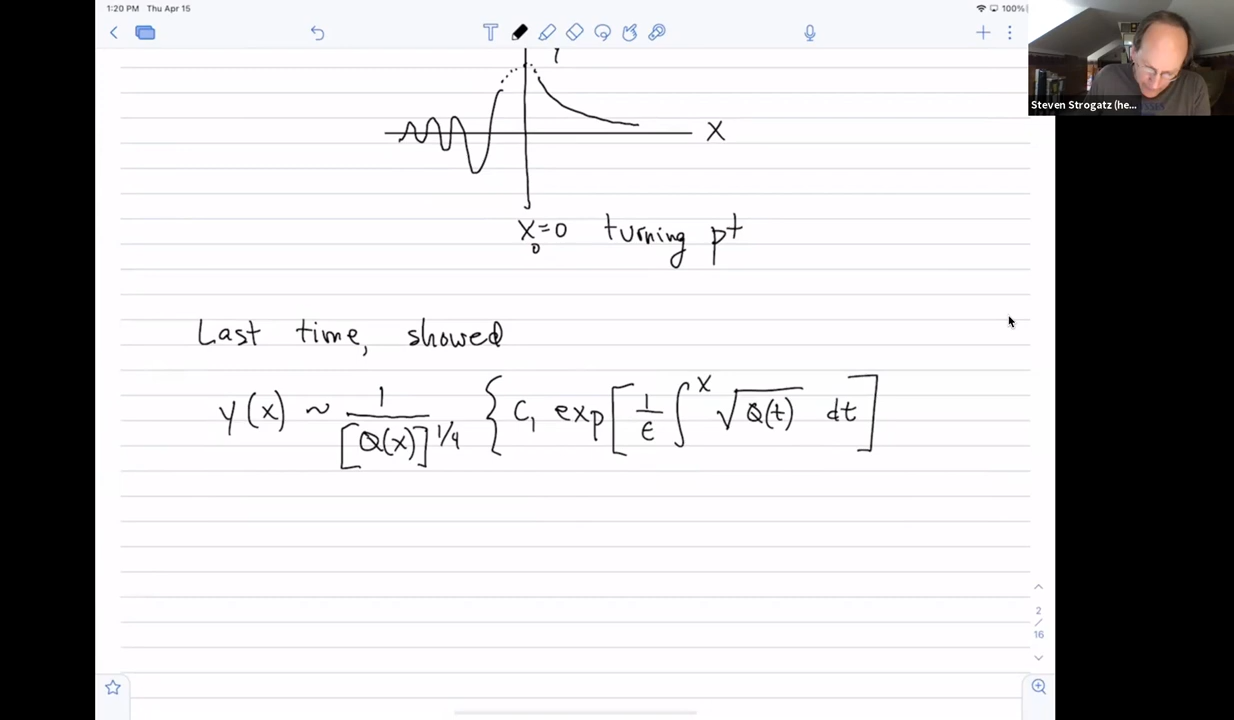 1:20 PM Thu Apr 15
100%
Steven Strogatz (he...
X
x₀=0 turning pt
Last time, showed
y(x) ~ 1/[Q(x)]^1/4 { C₁ exp[ 1/ε ∫^x √Q(t) dt ]
2
/
16